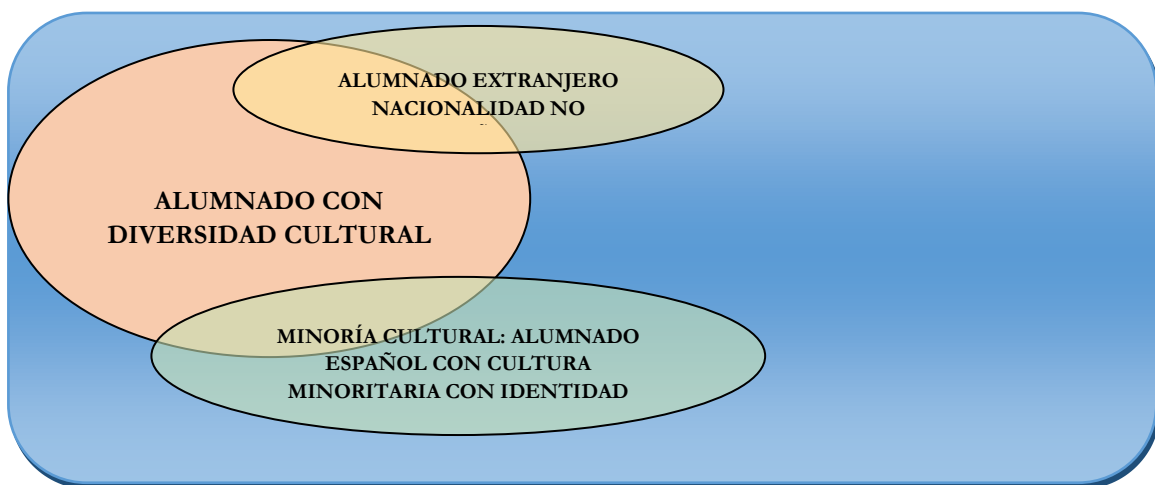 ALUMNADO EXTRANJERO
NACIONALIDAD NO
ALUMNADO CON
DIVERSIDAD CULTURAL
MINORÍA CULTURAL: ALUMNADO
ESPAÑOL CON CULTURA
MINORITARIA CON IDENTIDAD